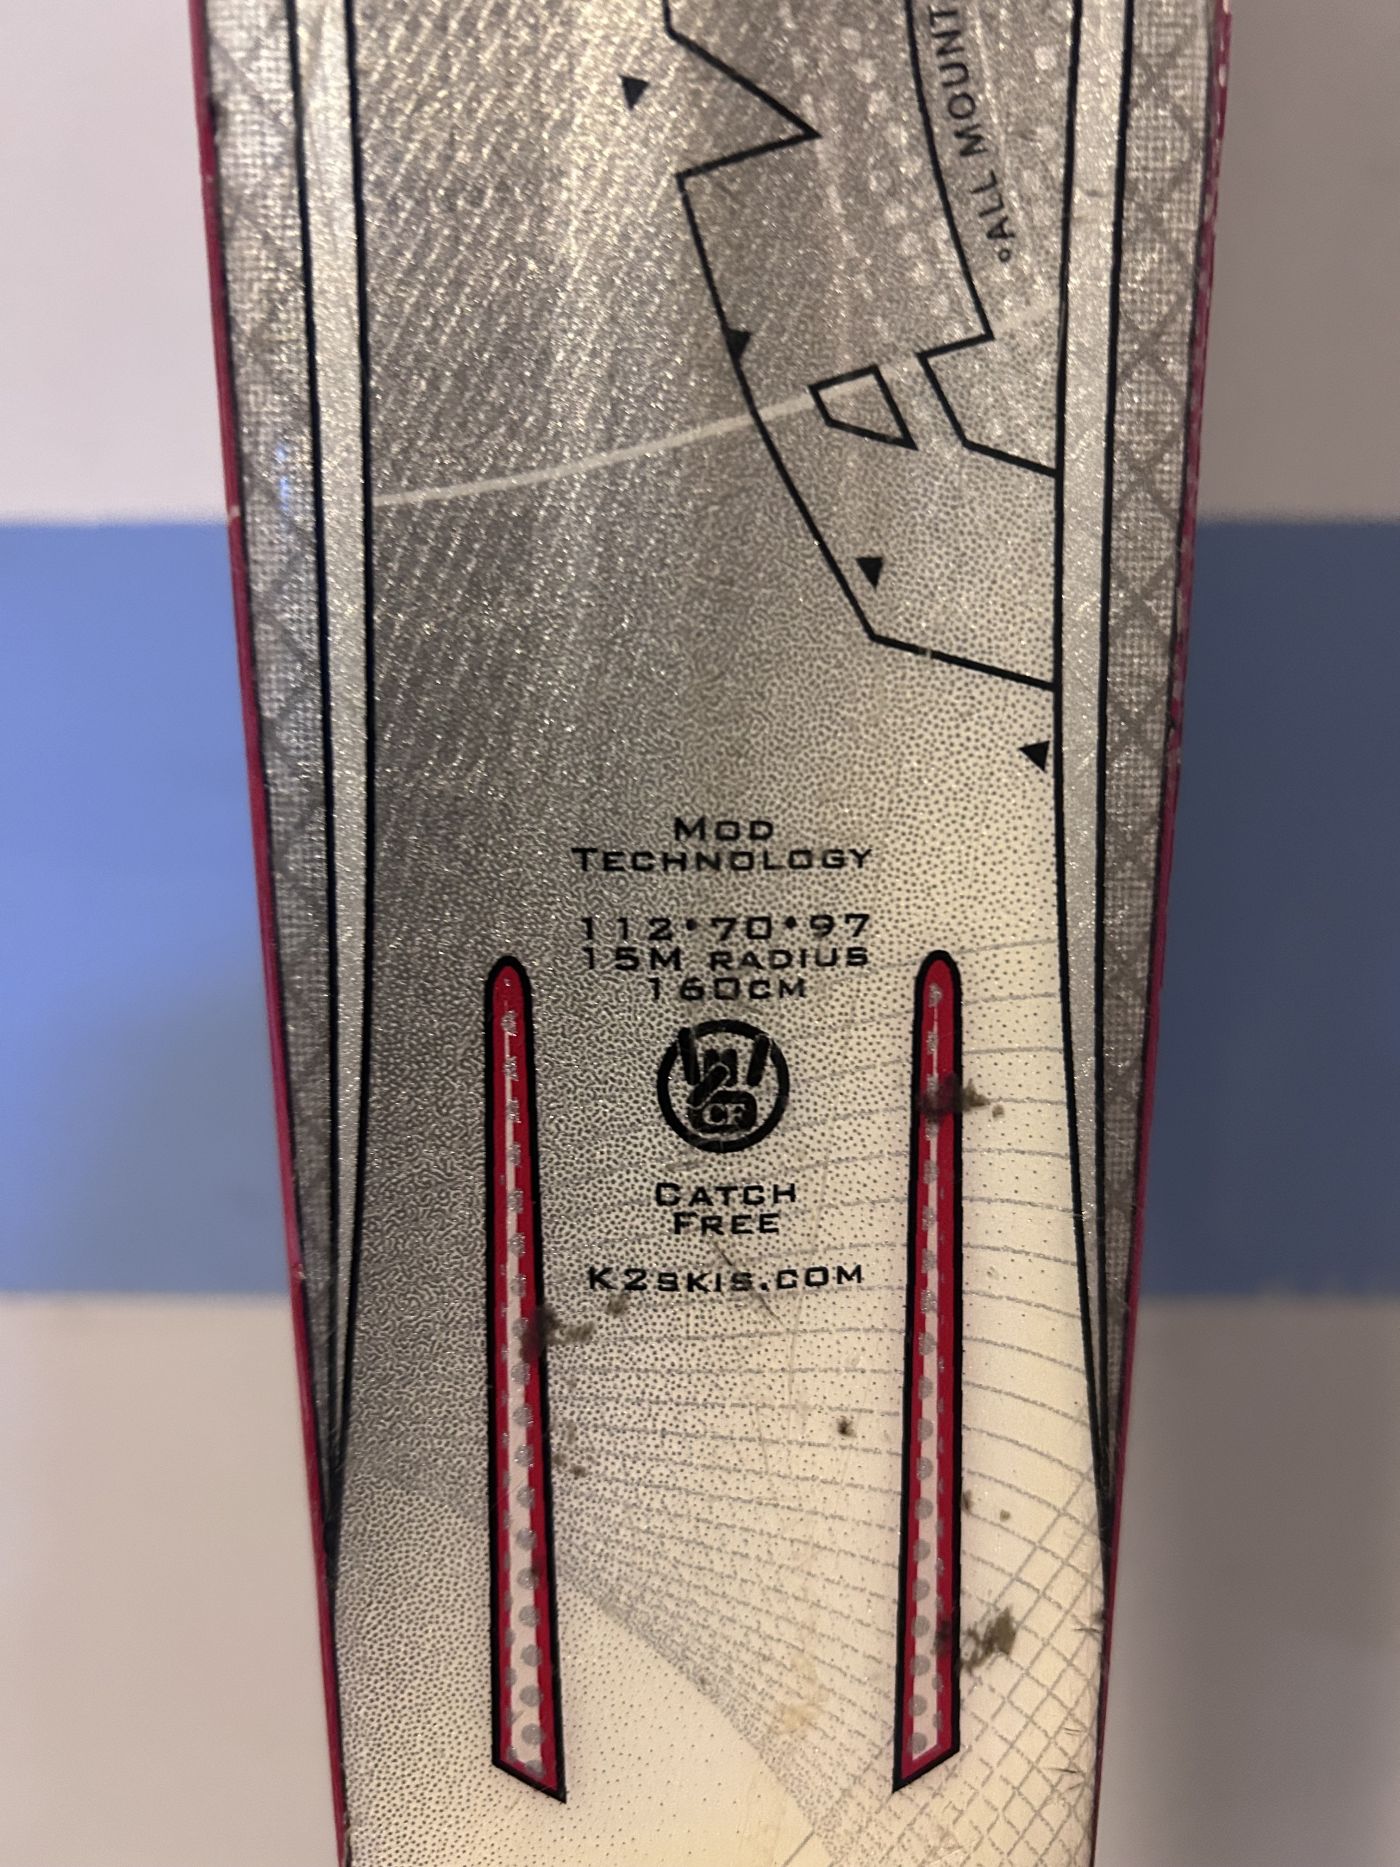 °ALL MOUNT
MOD
TECHNOLOGY
112•70•97
15M RADIUS
160CM
CF
CATCH
FREE
K2SKIS.COM